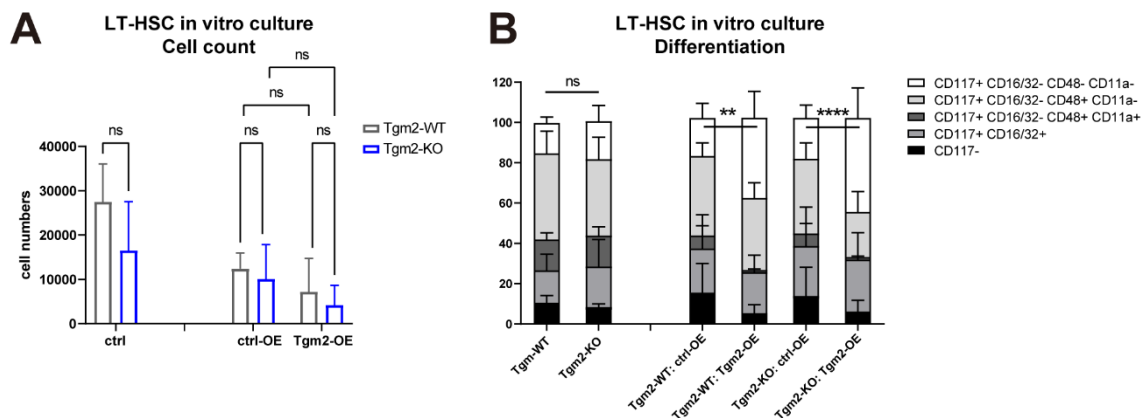 A
LT-HSC in vitro culture
Cell count
ns
ns
ns
ns
ns
Tgm2-WT
Tgm2-KO
cell numbers
40000
30000
20000
10000
0
ctrl
ctrl-OE
Tgm2-OE
B
LT-HSC in vitro culture
Differentiation
ns
**
****
120
100
80
60
40
20
0
Tgm-WT
Tgm2-KO
Tgm2-WT: ctrl-OE
Tgm2-WT: Tgm2-OE
Tgm2-KO: ctrl-OE
Tgm2-KO: Tgm2-OE
CD117+ CD16/32- CD48- CD11a-
CD117+ CD16/32- CD48+ CD11a-
CD117+ CD16/32- CD48+ CD11a+
CD117+ CD16/32+
CD117-